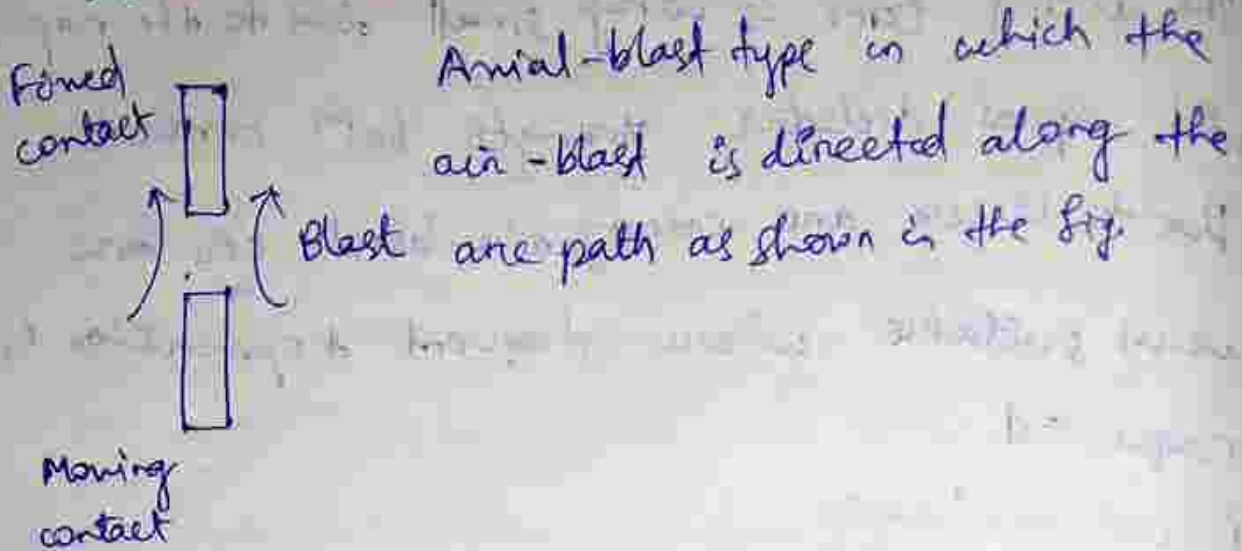 Fixed
contact
Axial-blast type in which the
air-blast is directed along the
Blast arc path as shown in the fig.
Moving
contact